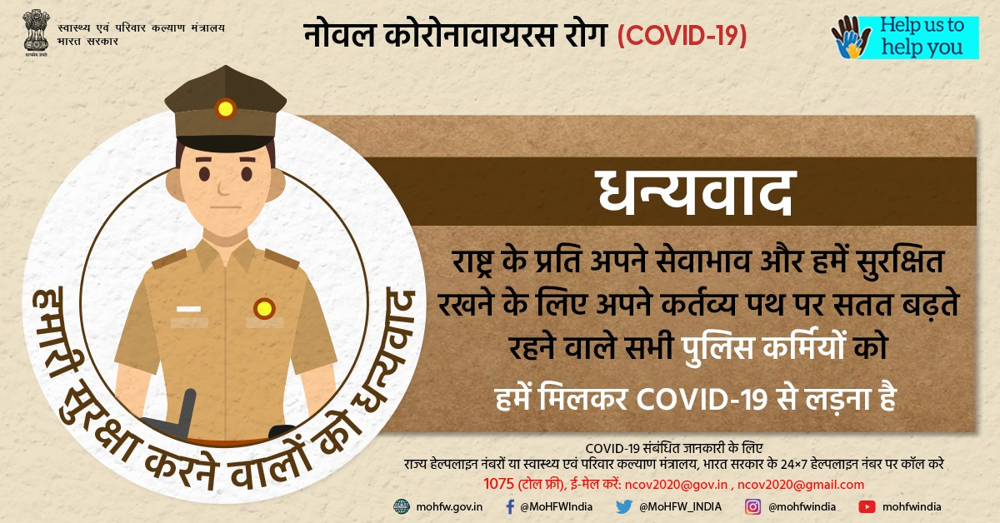 स्वास्थ्य एवं परिवार कल्याण मंत्रालय
भारत सरकार
सत्यमेव जयते
नोवल कोरोनावायरस रोग (COVID-19)
Help us to
help you
हमारी सुरक्षा करने वालों को धन्यवाद
धन्यवाद
राष्ट्र के प्रति अपने सेवाभाव और हमें सुरक्षित
रखने के लिए अपने कर्तव्य पथ पर सतत बढ़ते
रहने वाले सभी पुलिस कर्मियों को
हमें मिलकर COVID-19 से लड़ना है
COVID-19 संबंधित जानकारी के लिए
राज्य हेल्पलाइन नंबरों या स्वास्थ्य एवं परिवार कल्याण मंत्रालय, भारत सरकार के 24×7 हेल्पलाइन नंबर पर कॉल करे
1075 (टोल फ्री), ई-मेल करें: ncov2020@gov.in , ncov2020@gmail.com
mohfw.gov.in @MoHFWIndia @MoHFW_INDIA @mohfwindia mohfwindia